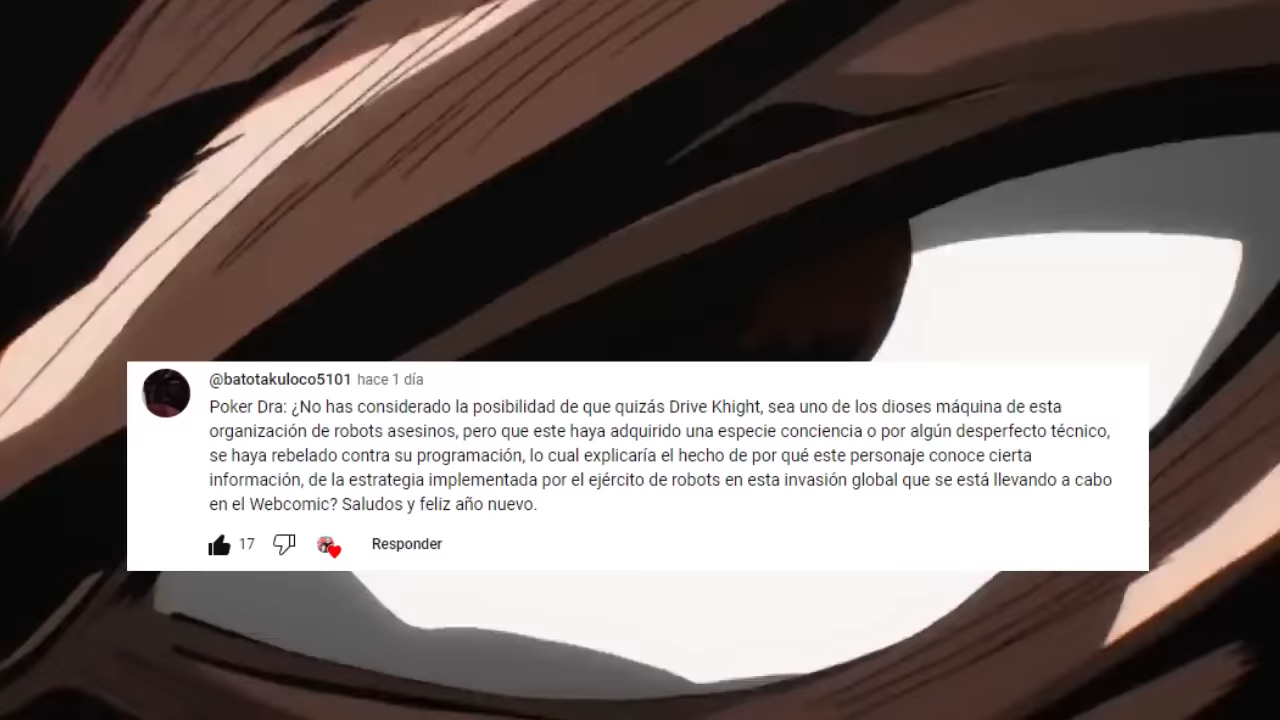 @batotakuloco5101 hace 1 día
Poker Dra: ¿No has considerado la posibilidad de que quizás Drive Khight, sea uno de los dioses máquina de esta
organización de robots asesinos, pero que este haya adquirido una especie conciencia o por algún desperfecto técnico,
se haya rebelado contra su programación, lo cual explicaría el hecho de por qué este personaje conoce cierta
información, de la estrategia implementada por el ejército de robots en esta invasión global que se está llevando a cabo
en el Webcomic? Saludos y feliz año nuevo.
17 Responder